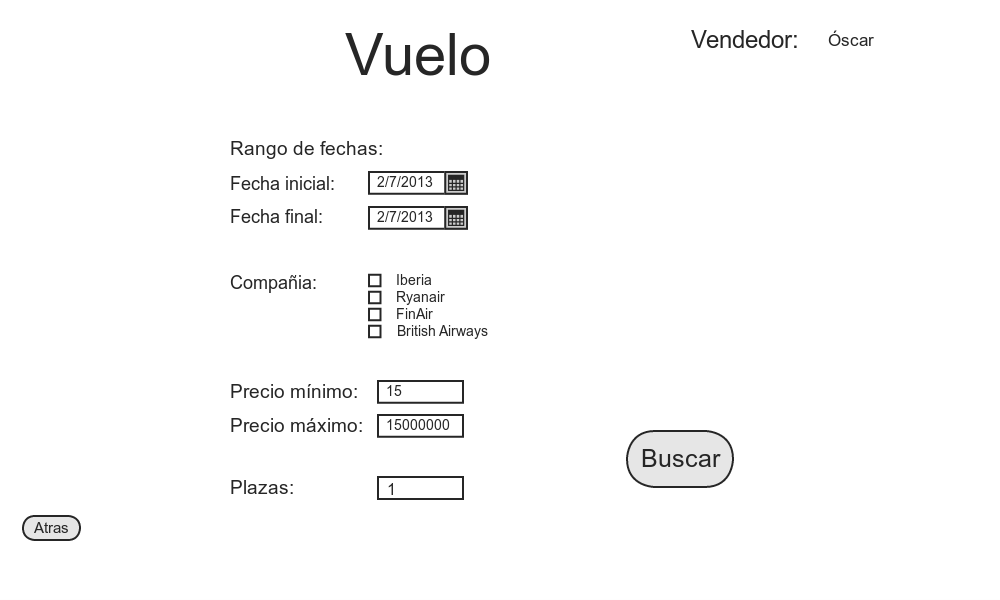 Vuelo
Vendedor: Óscar
Rango de fechas:
Fecha inicial: 2/7/2013
Fecha final: 2/7/2013
Compañia: Iberia
Ryanair
FinAir
British Airways
Precio mínimo: 15
Precio máximo: 15000000
Buscar
Plazas: 1
Atras